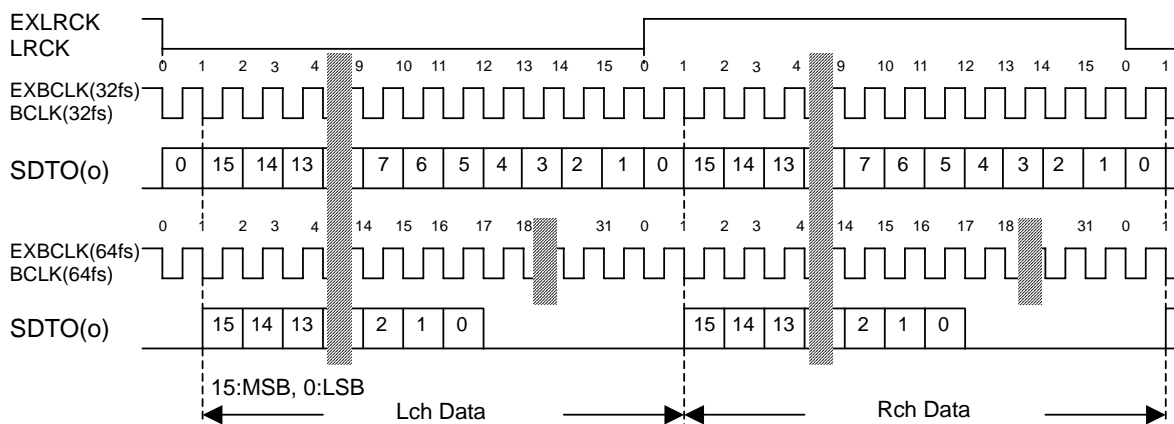 EXLRCK
LRCK
0 1 2 3 4 9 10 11 12 13 14 15 0 1 2 3 4 9 10 11 12 13 14 15 0 1
EXBCLK(32fs)
BCLK(32fs)
SDTO(o) 0 15 14 13 7 6 5 4 3 2 1 0 15 14 13 7 6 5 4 3 2 1 0
0 1 2 3 4 14 15 16 17 18 31 0 1 2 3 4 14 15 16 17 18 31 0 1
EXBCLK(64fs)
BCLK(64fs)
SDTO(o) 15 14 13 2 1 0 15 14 13 2 1 0
15:MSB, 0:LSB
Lch Data Rch Data